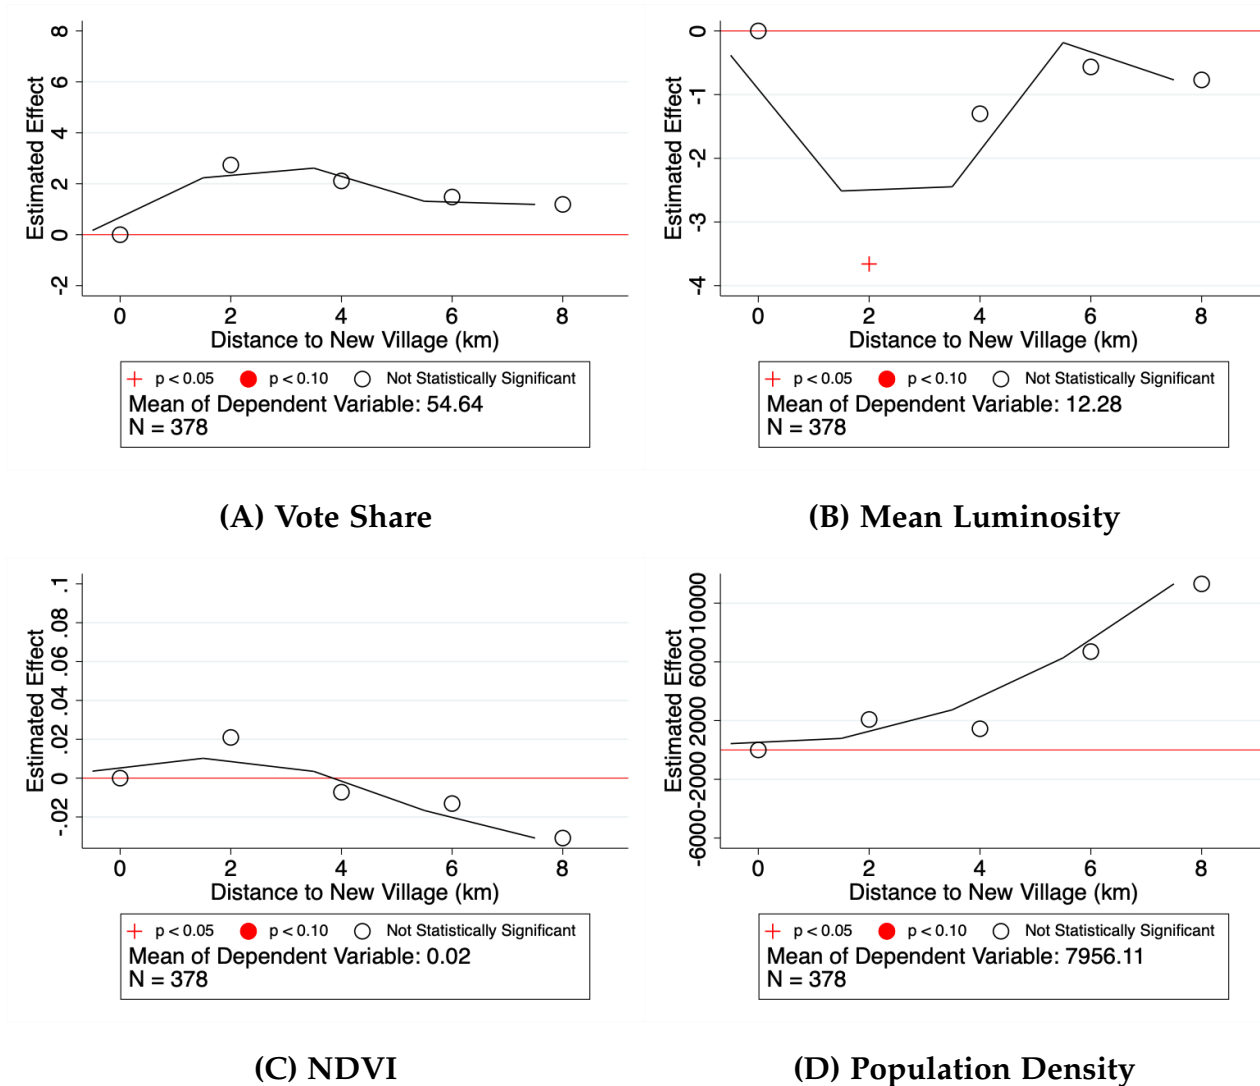 8
6
4
2
0
-2
Estimated Effect
0 2 4 6 8
Distance to New Village (km)
p < 0.05 p < 0.10 Not Statistically Significant
Mean of Dependent Variable: 54.64
N = 378
(A) Vote Share
0
-1
-2
-3
-4
Estimated Effect
0 2 4 6 8
Distance to New Village (km)
p < 0.05 p < 0.10 Not Statistically Significant
Mean of Dependent Variable: 12.28
N = 378
(B) Mean Luminosity
.1
.08
.06
.04
.02
0
-.02
Estimated Effect
0 2 4 6 8
Distance to New Village (km)
p < 0.05 p < 0.10 Not Statistically Significant
Mean of Dependent Variable: 0.02
N = 378
(C) NDVI
10000
6000
2000
-2000
-6000
Estimated Effect
0 2 4 6 8
Distance to New Village (km)
p < 0.05 p < 0.10 Not Statistically Significant
Mean of Dependent Variable: 7956.11
N = 378
(D) Population Density